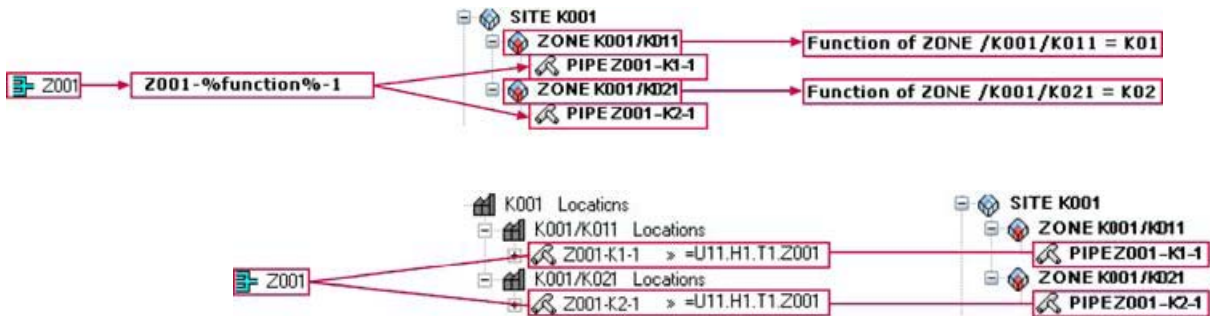 SITE K001
ZONE K001/K011
Function of ZONE /K001/K011 = K01
PIPE Z001-K1-1
Z001
Z001-%function%-1
ZONE K001/K021
Function of ZONE /K001/K021 = K02
PIPE Z001-K2-1
K001 Locations
SITE K001
K001/K011 Locations
ZONE K001/K011
Z001-K1-1 » =U11.H1.T1.Z001
PIPE Z001-K1-1
Z001
K001/K021 Locations
ZONE K001/K021
Z001-K2-1 » =U11.H1.T1.Z001
PIPE Z001-K2-1